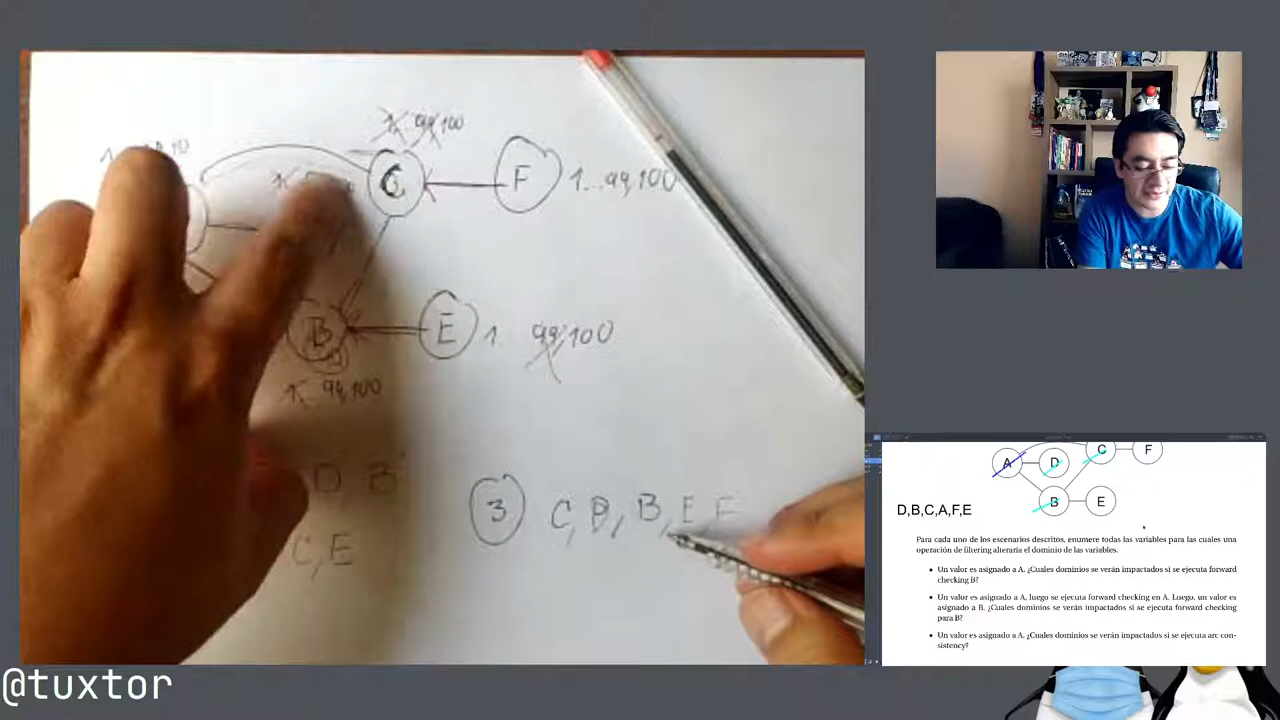 1. 99,100
C
F
1...99,100
B
E
1. 99,100
1...99,100
D B
C, E
3 C, D, B, E F
A
D
C
F
B
E
D,B,C,A,F,E
Para cada uno de los escenarios descritos, enumere todas las variables para las cuales una
operación de filtering alteraría el dominio de las variables.
• Un valor es asignado a A. ¿Cuales dominios se verán impactados si se ejecuta forward
checking B?
• Un valor es asignado a A, luego se ejecuta forward checking en A. Luego, un valor es
asignado a B. ¿Cuales dominios se verán impactados si se ejecuta forward checking
para B?
• Un valor es asignado a A. ¿Cuales dominios se verán impactados si se ejecuta arc con-
sistency?
@tuxtor